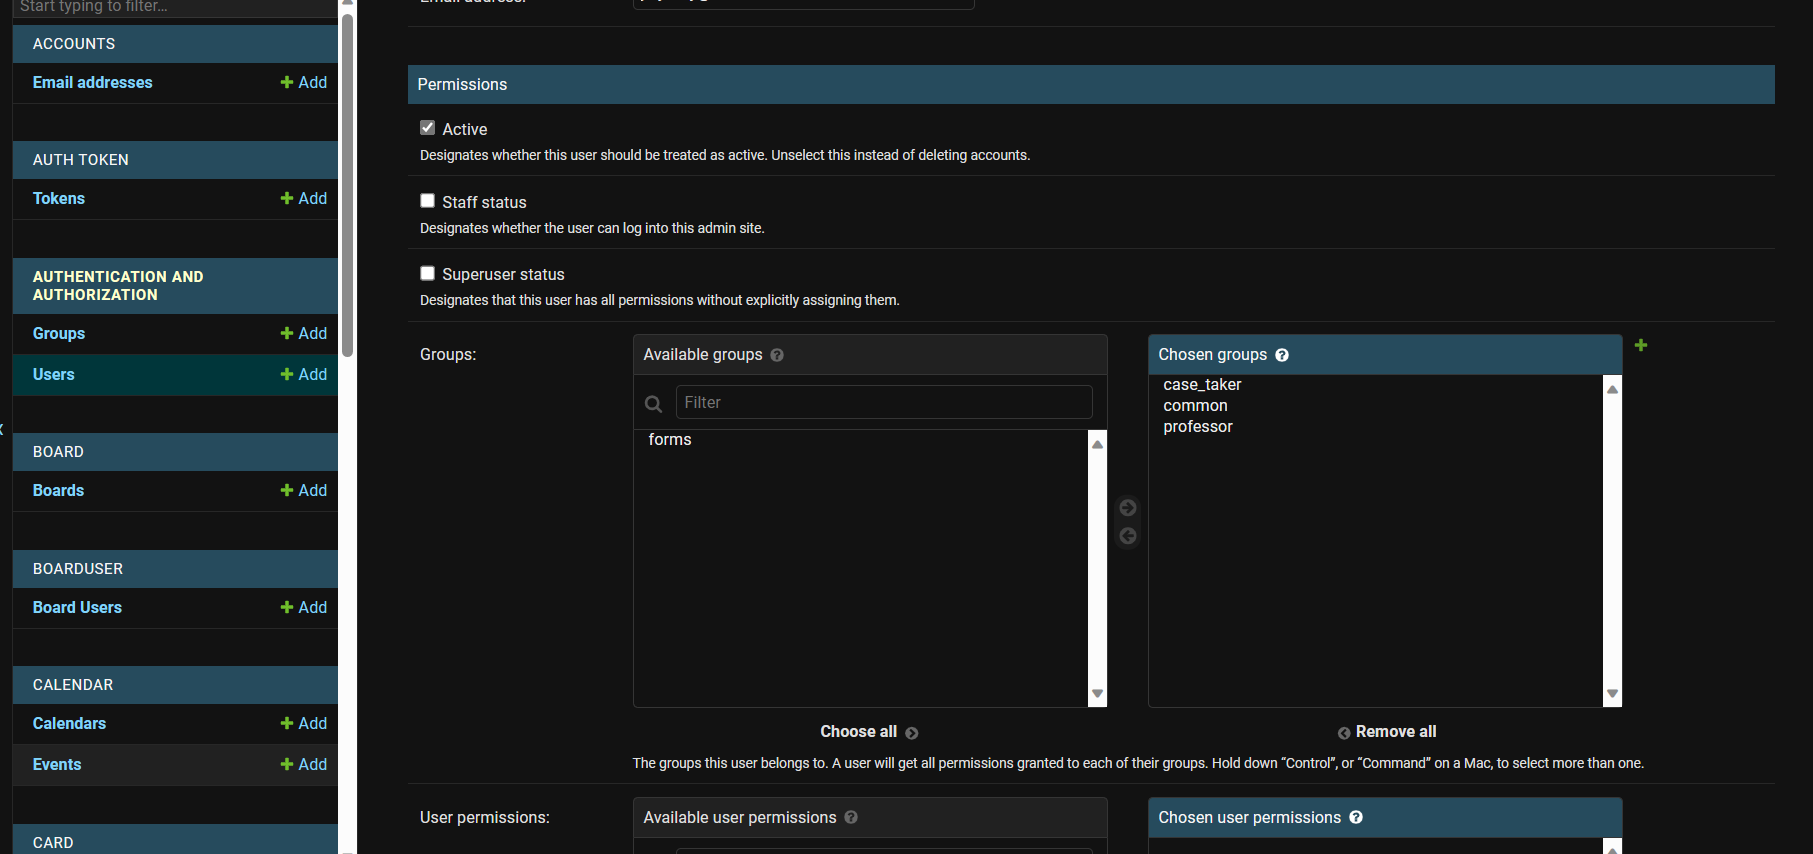 Start typing to filter...
ACCOUNTS
Email addresses
Add
AUTH TOKEN
Tokens
Add
AUTHENTICATION AND
AUTHORIZATION
Groups
Add
Users
Add
BOARD
Boards
Add
BOARDUSER
Board Users
Add
CALENDAR
Calendars
Add
Events
Add
CARD
Permissions
Active
Designates whether this user should be treated as active. Unselect this instead of deleting accounts.
Staff status
Designates whether the user can log into this admin site.
Superuser status
Designates that this user has all permissions without explicitly assigning them.
Groups:
Available groups ?
Filter
forms
Choose all
Chosen groups ?
case_taker
common
professor
Remove all
The groups this user belongs to. A user will get all permissions granted to each of their groups. Hold down “Control”, or “Command” on a Mac, to select more than one.
User permissions:
Available user permissions ?
Chosen user permissions ?